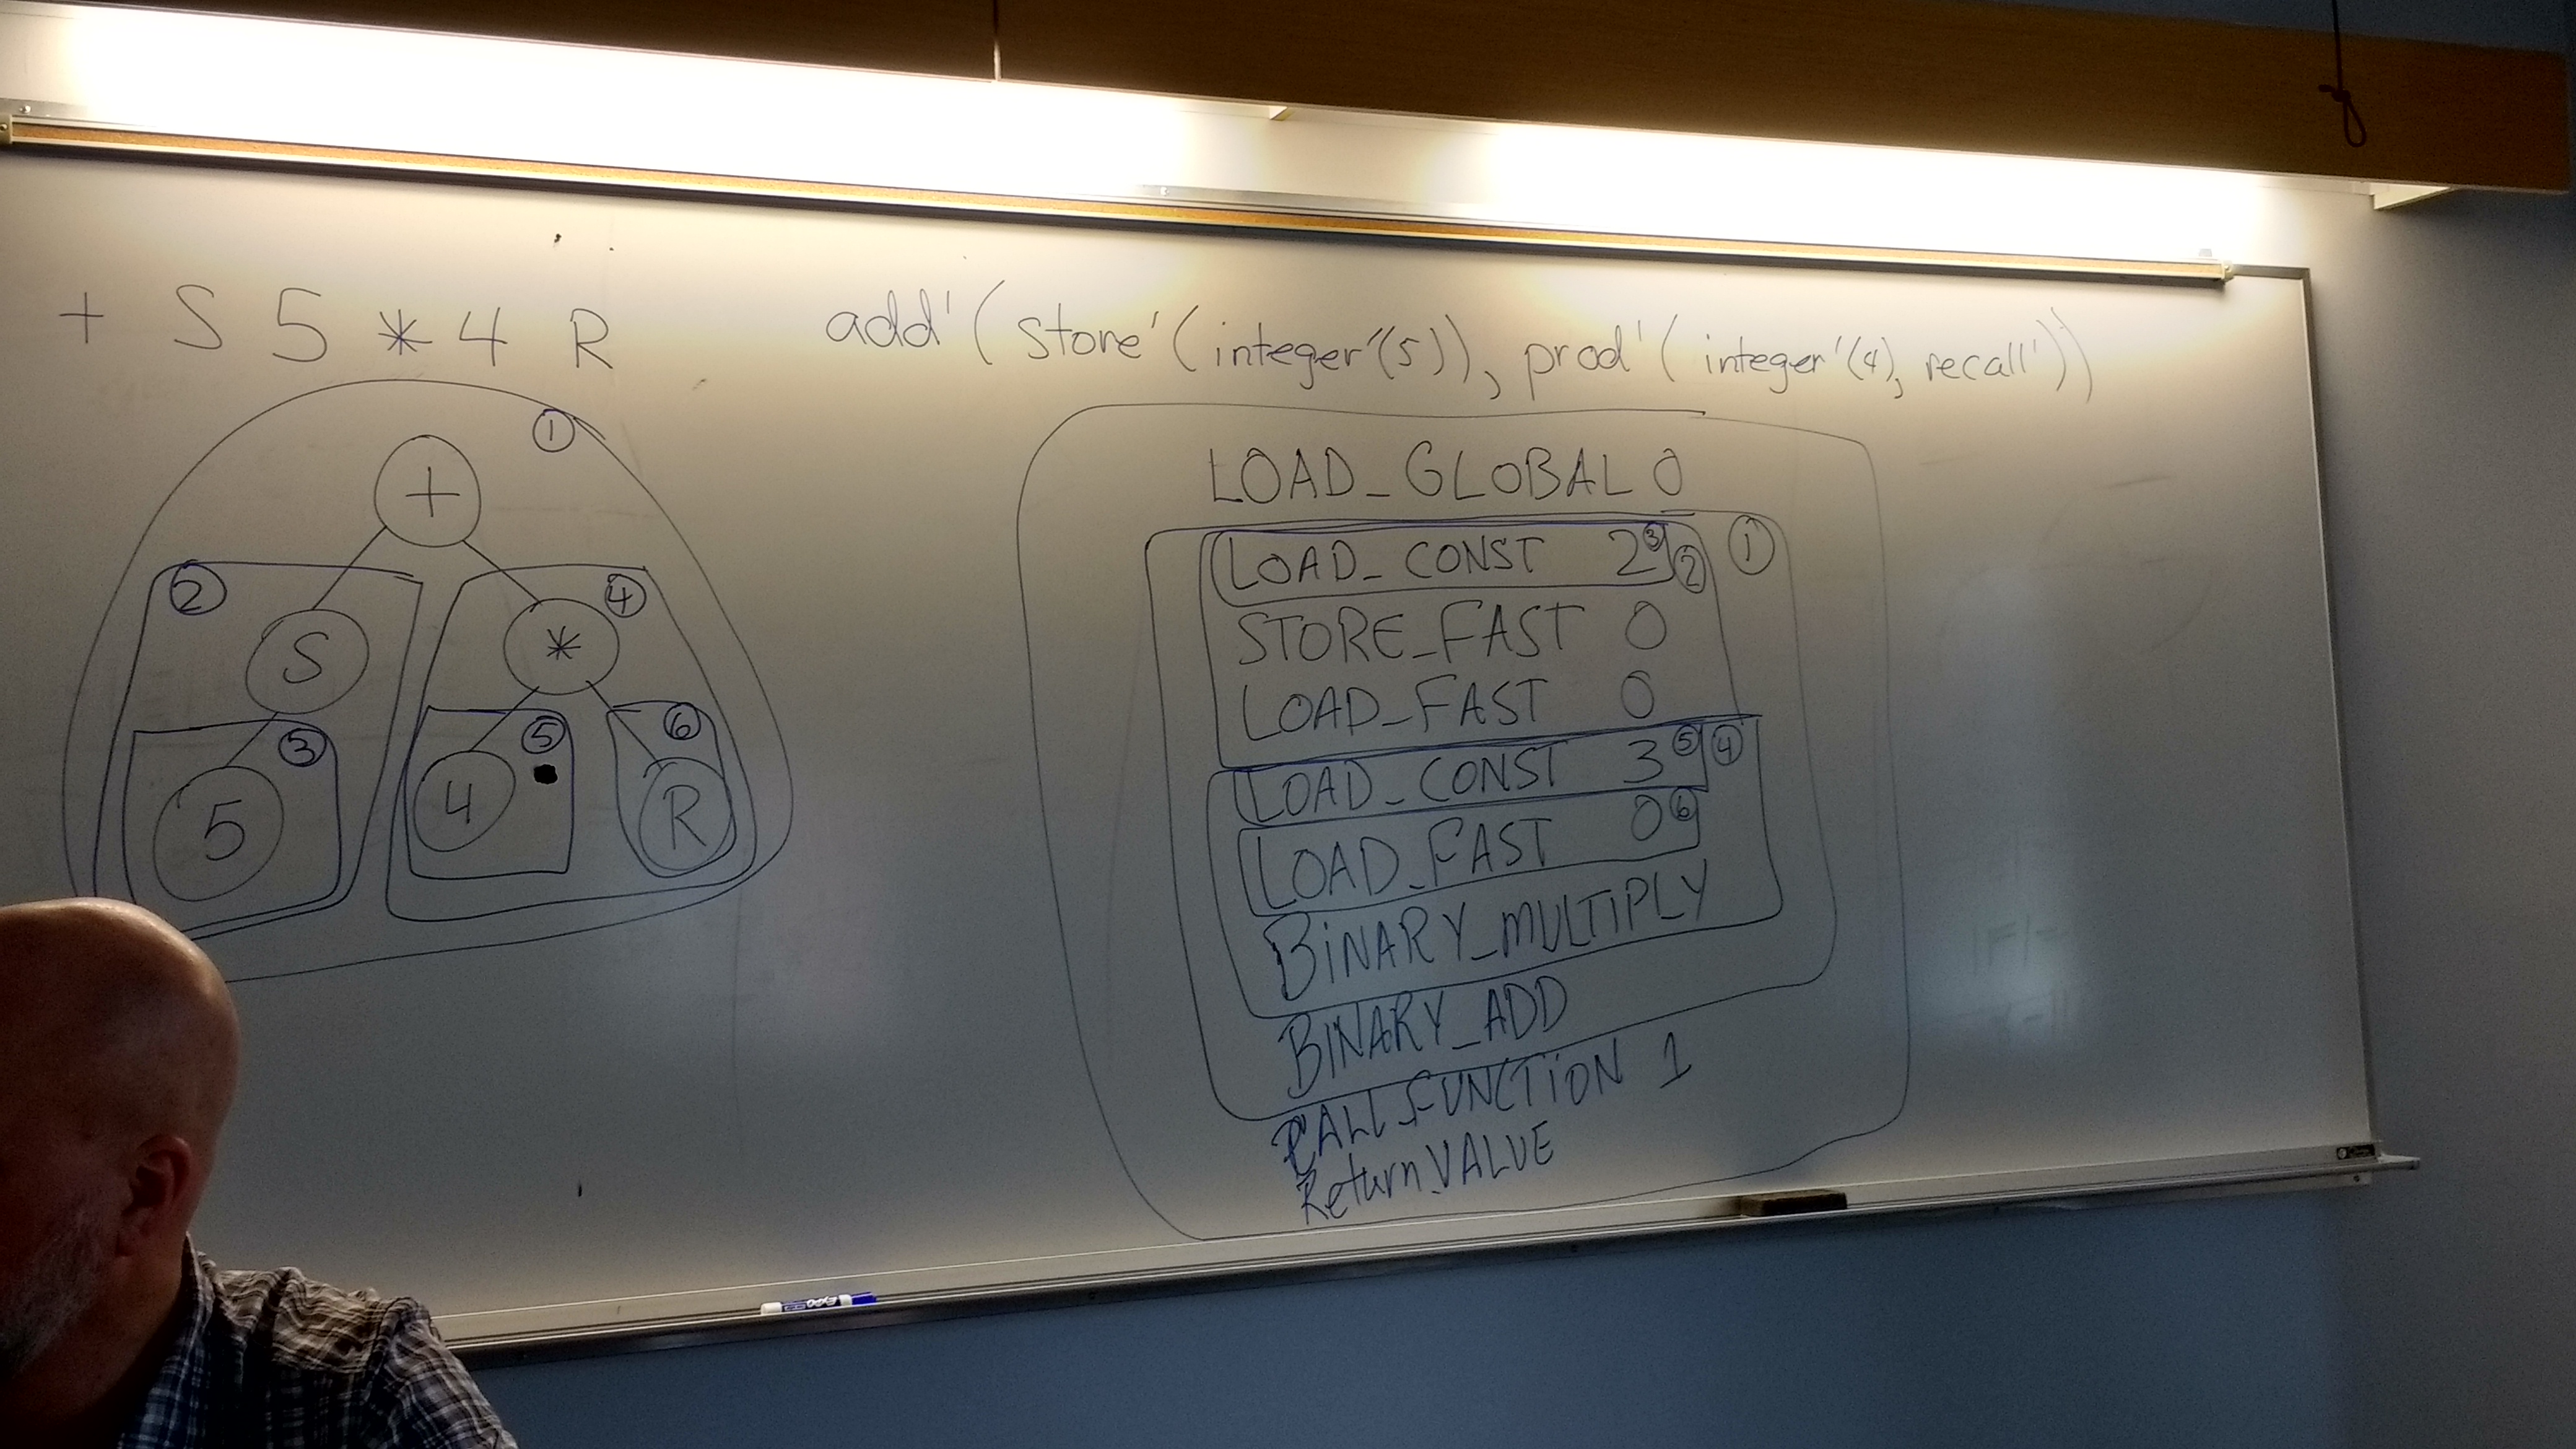 + S 5 * 4 R
add'(store'(integer'(5)), prod'(integer'(4), recall'))
①
+
② ④
S *
③ ⑤ ⑥
5 4 R
LOAD_GLOBAL 0
LOAD_CONST 2 ③ ② ①
STORE_FAST 0
LOAD_FAST 0
LOAD_CONST 3 ⑤ ④
LOAD_FAST 0 ⑥
BINARY_MULTIPLY
BINARY_ADD
CALL_FUNCTION 1
Return_VALUE
EXPO